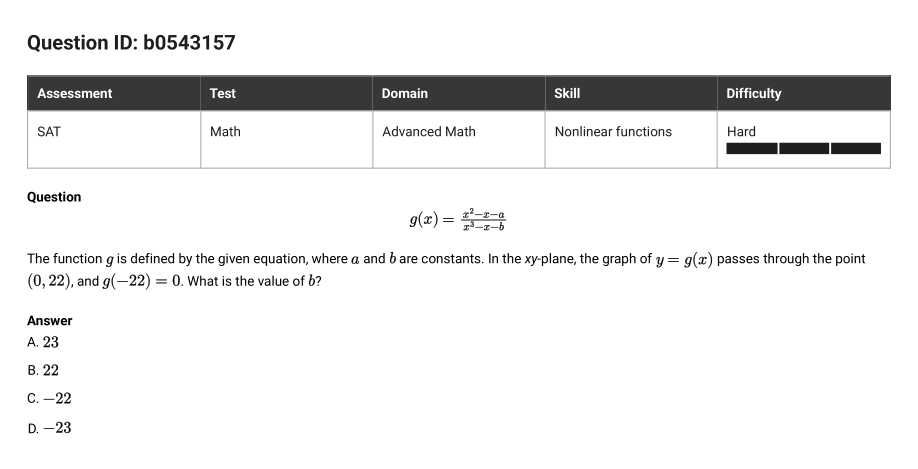 Question ID: b0543157
Assessment Test Domain Skill Difficulty
SAT Math Advanced Math Nonlinear functions Hard
Question
g(x) = \frac{x^2-x-a}{x^3-x-b}
The function g is defined by the given equation, where a and b are constants. In the xy-plane, the graph of y = g(x) passes through the point
(0, 22), and g(−22) = 0. What is the value of b?
Answer
A. 23
B. 22
C. −22
D. −23